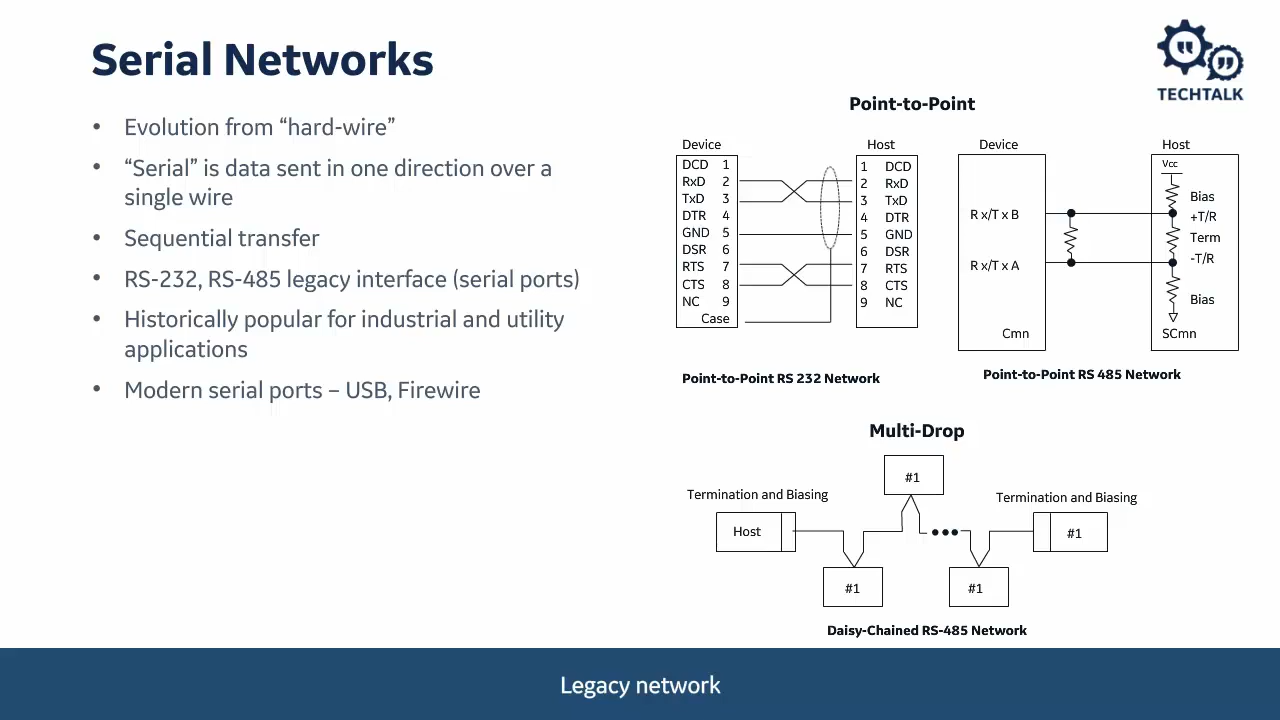 Serial Networks
TECHTALK
• Evolution from “hard-wire”
• “Serial” is data sent in one direction over a
single wire
• Sequential transfer
• RS-232, RS-485 legacy interface (serial ports)
• Historically popular for industrial and utility
applications
• Modern serial ports – USB, Firewire
Point-to-Point
Device
DCD 1
RxD 2
TxD 3
DTR 4
GND 5
DSR 6
RTS 7
CTS 8
NC 9
Case
Host
1 DCD
2 RxD
3 TxD
4 DTR
5 GND
6 DSR
7 RTS
8 CTS
9 NC
Point-to-Point RS 232 Network
Device
R x/T x B
R x/T x A
Cmn
Host
Vcc
Bias
+T/R
Term
-T/R
Bias
SCmn
Point-to-Point RS 485 Network
Multi-Drop
#1
Termination and Biasing
Termination and Biasing
Host
#1
#1
#1
Daisy-Chained RS-485 Network
Legacy network